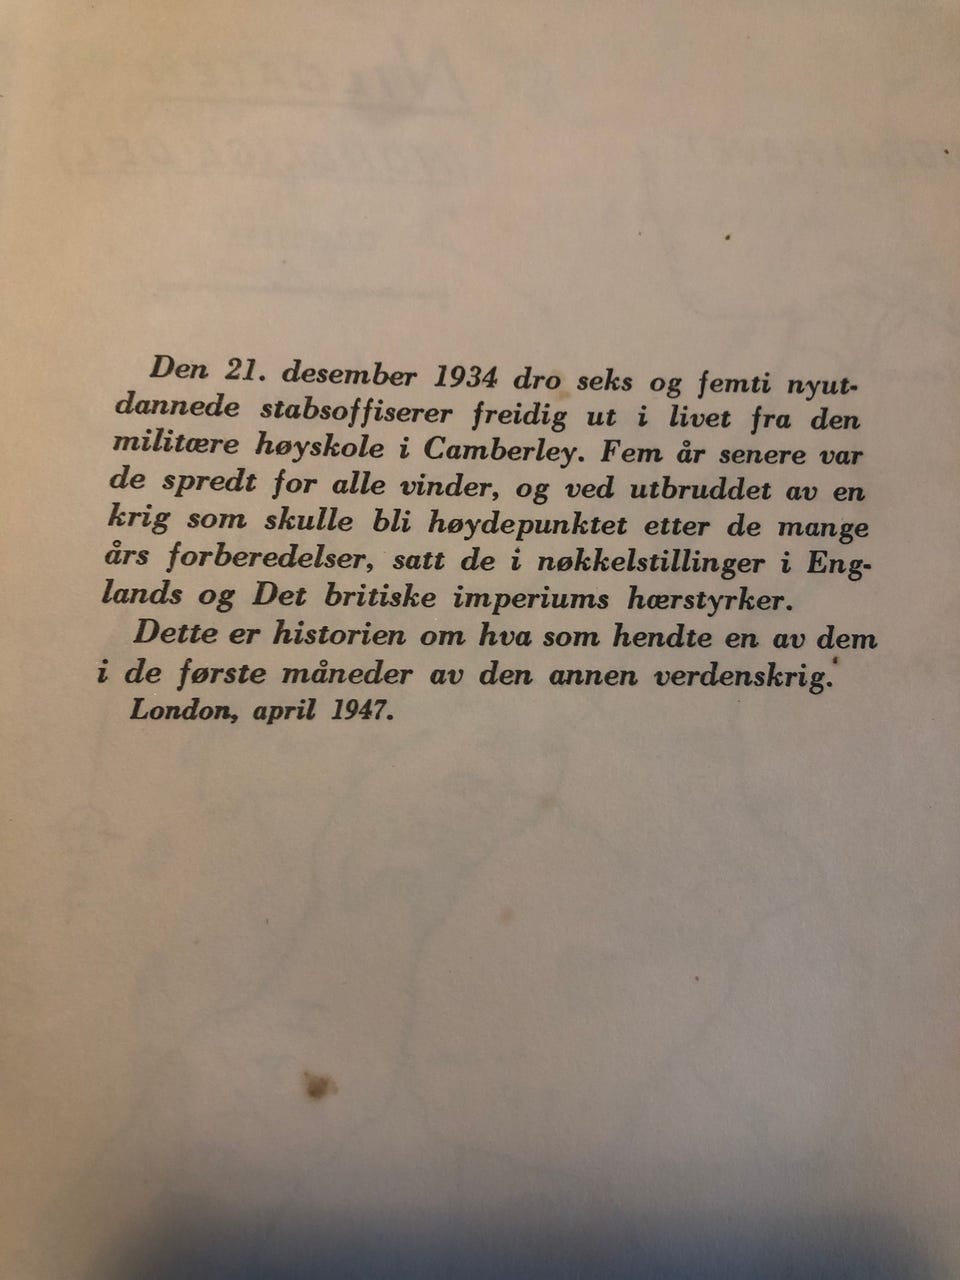 Den 21. desember 1934 dro seks og femti nyut-
dannede stabsoffiserer freidig ut i livet fra den
militære høyskole i Camberley. Fem år senere var
de spredt for alle vinder, og ved utbruddet av en
krig som skulle bli høydepunktet etter de mange
års forberedelser, satt de i nøkkelstillinger i Eng-
lands og Det britiske imperiums hærstyrker.
Dette er historien om hva som hendte en av dem
i de første måneder av den annen verdenskrig.
London, april 1947.